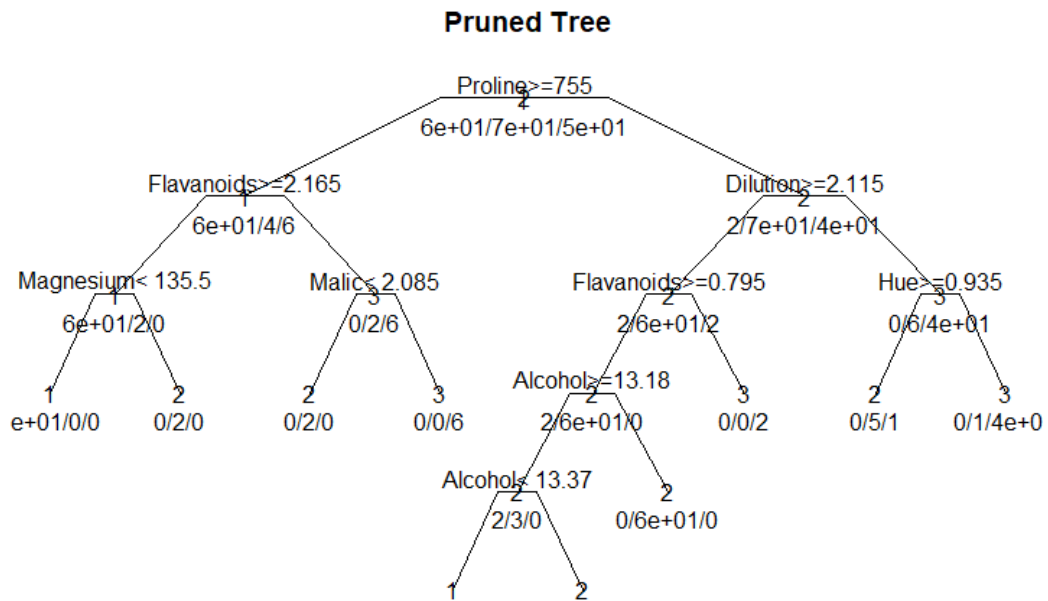 Pruned Tree
Proline>=755
2
6e+01/7e+01/5e+01
Flavanoids>=2.165
1
6e+01/4/6
Dilution>=2.115
2
2/7e+01/4e+01
Magnesium< 135.5
1
6e+01/2/0
Malic< 2.085
3
0/2/6
Flavanoids>=0.795
2
2/6e+01/2
Hue>=0.935
3
0/6/4e+01
1
e+01/0/0
2
0/2/0
2
0/2/0
3
0/0/6
Alcohol>=13.18
2
2/6e+01/0
3
0/0/2
2
0/5/1
3
0/1/4e+0
Alcohol< 13.37
2
2/3/0
2
0/6e+01/0
1
2